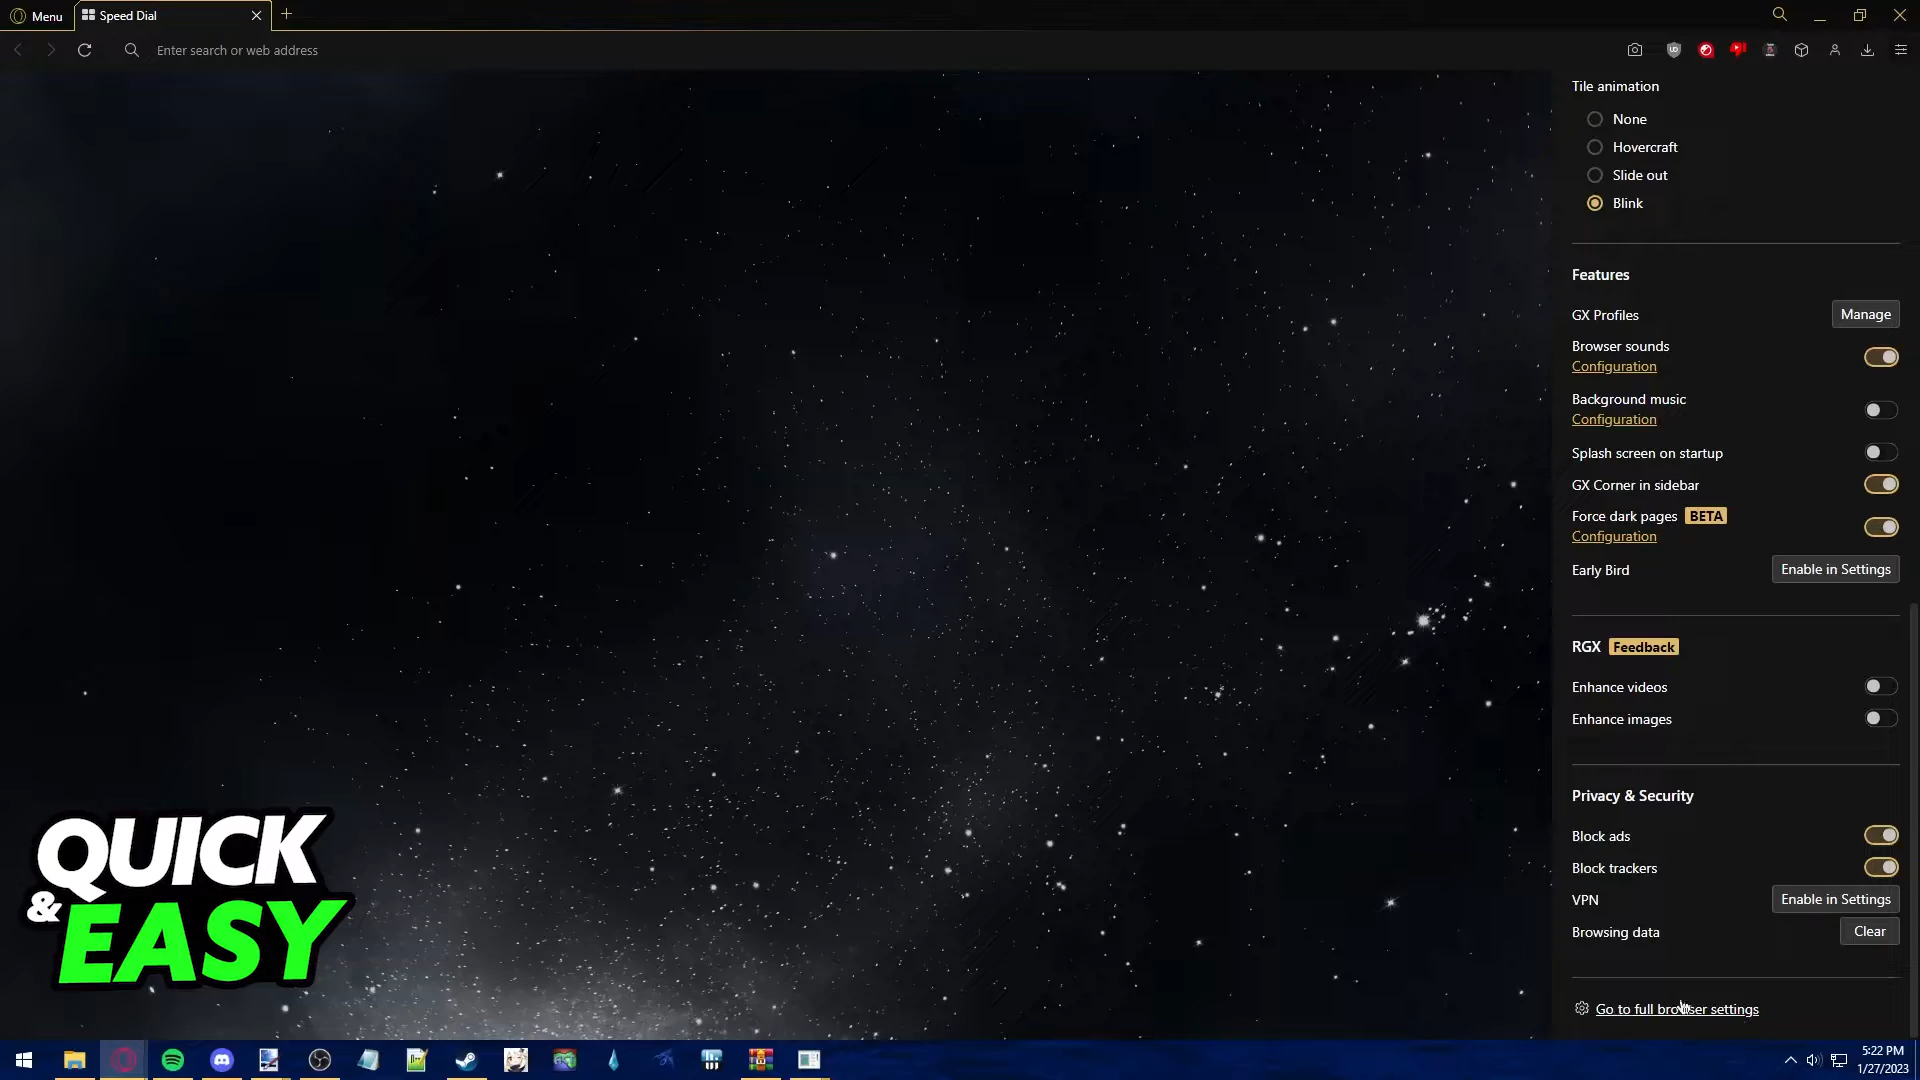 Menu
Speed Dial
Enter search or web address
Tile animation
None
Hovercraft
Slide out
Blink
Features
GX Profiles
Manage
Browser sounds
Configuration
Background music
Configuration
Splash screen on startup
GX Corner in sidebar
Force dark pages BETA
Configuration
Early Bird
Enable in Settings
RGX Feedback
Enhance videos
Enhance images
Privacy & Security
Block ads
Block trackers
VPN
Enable in Settings
Browsing data
Clear
Go to full browser settings
QUICK
& EASY
5:22 PM
1/27/2023